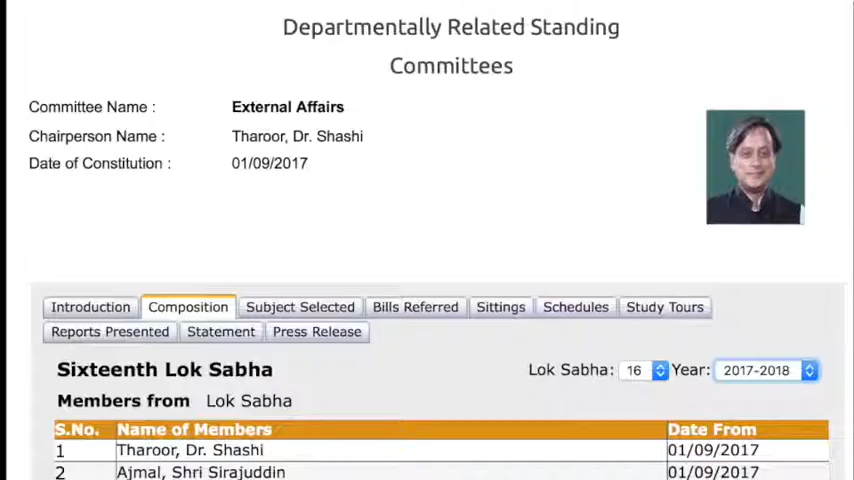 Departmentally Related Standing
Committees
Committee Name : External Affairs
Chairperson Name : Tharoor, Dr. Shashi
Date of Constitution : 01/09/2017
Introduction Composition Subject Selected Bills Referred Sittings Schedules Study Tours
Reports Presented Statement Press Release
Sixteenth Lok Sabha Lok Sabha: 16 Year: 2017-2018
Members from Lok Sabha
S.No. Name of Members Date From
1 Tharoor, Dr. Shashi 01/09/2017
2 Ajmal, Shri Sirajuddin 01/09/2017